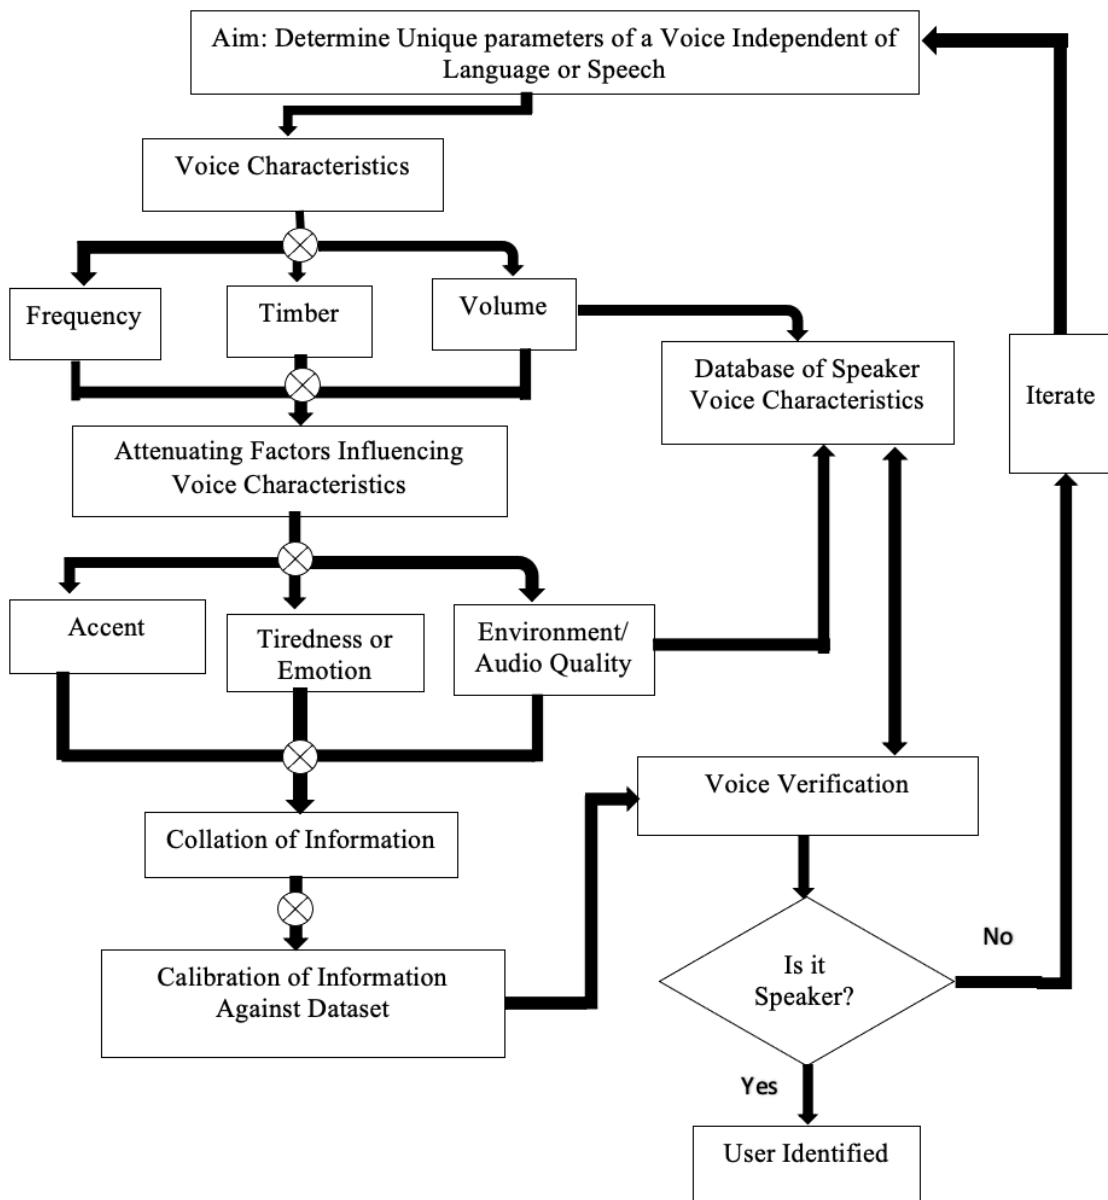 Aim: Determine Unique parameters of a Voice Independent of
Language or Speech
Voice Characteristics
Frequency
Timber
Volume
Database of Speaker
Voice Characteristics
Iterate
Attenuating Factors Influencing
Voice Characteristics
Accent
Tiredness or
Emotion
Environment/
Audio Quality
Voice Verification
Collation of Information
Calibration of Information
Against Dataset
Is it
Speaker?
No
Yes
User Identified